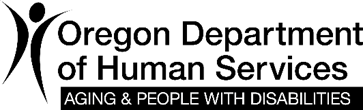 Oregon Department
of Human Services
AGING & PEOPLE WITH DISABILITIES